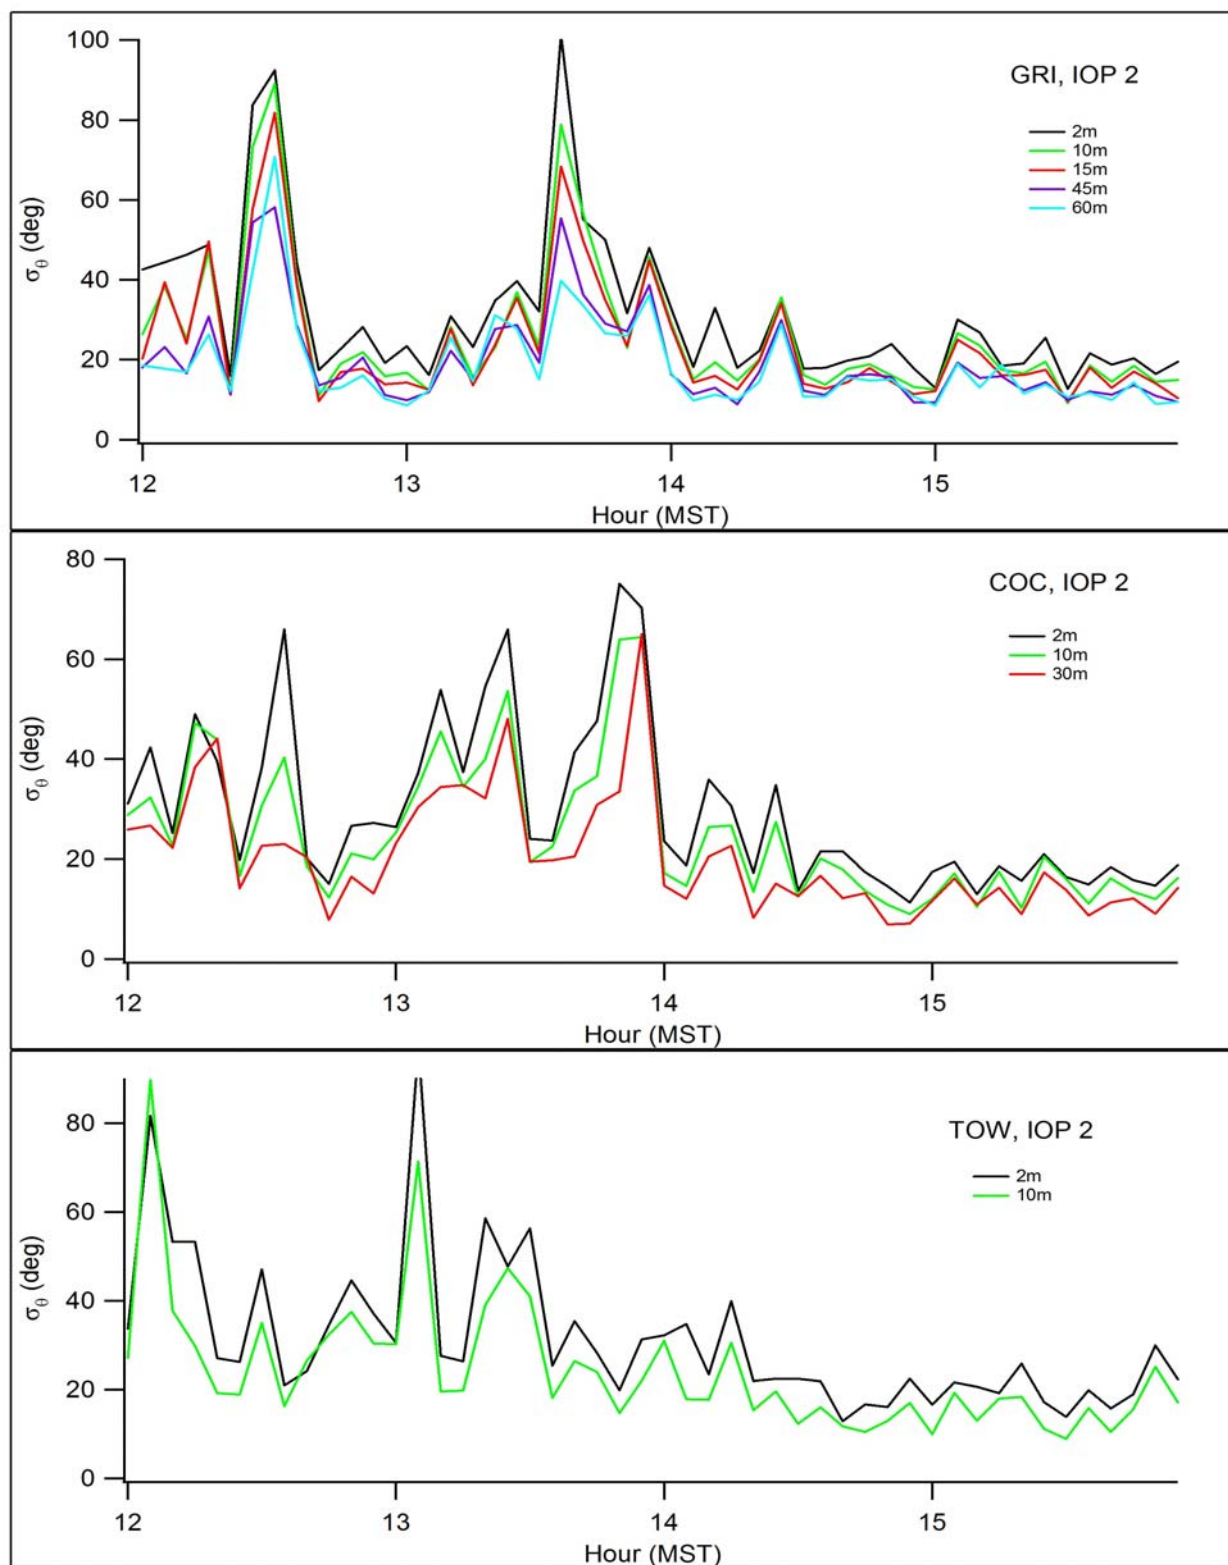 100
80
60
40
20
0
σθ (deg)
GRI, IOP 2
2m
10m
15m
45m
60m
12 13 14 15
Hour (MST)
80
60
40
20
0
σθ (deg)
COC, IOP 2
2m
10m
30m
12 13 14 15
Hour (MST)
80
60
40
20
0
σθ (deg)
TOW, IOP 2
2m
10m
12 13 14 15
Hour (MST)